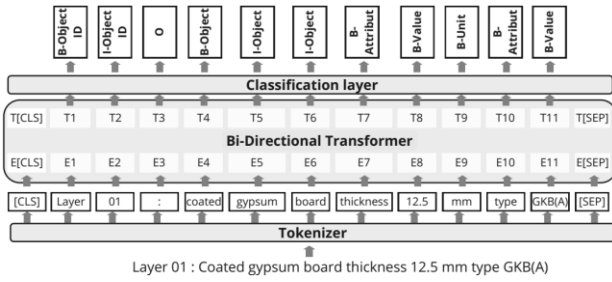 B-Object ID I-Object ID O B-Object I-Object I-Object B-Attribut B-Value B-Unit B-Attribut B-Value
Classification layer
T[CLS] T1 T2 T3 T4 T5 T6 T7 T8 T9 T10 T11 T[SEP]
Bi-Directional Transformer
E[CLS] E1 E2 E3 E4 E5 E6 E7 E8 E9 E10 E11 E[SEP]
[CLS] Layer 01 : coated gypsum board thickness 12.5 mm type GKB(A) [SEP]
Tokenizer
Layer 01 : Coated gypsum board thickness 12.5 mm type GKB(A)